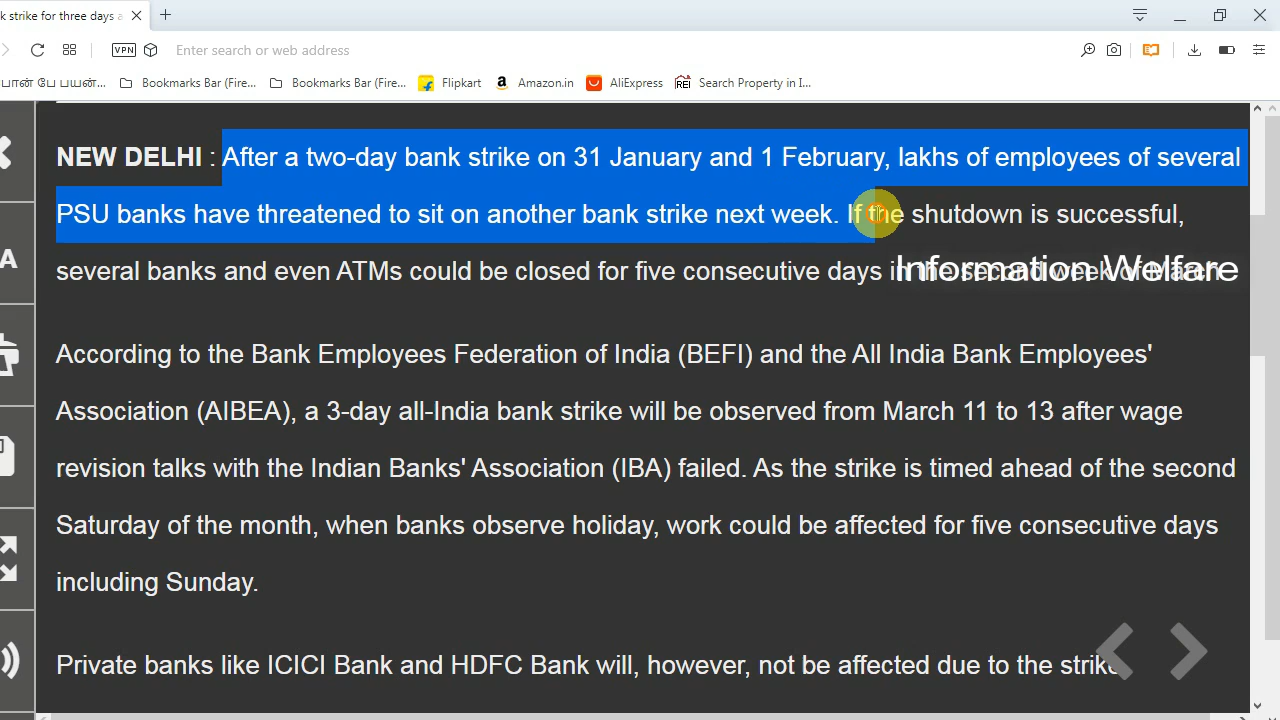 k strike for three days a
VPN
Enter search or web address
Bookmarks Bar (Fire...
Bookmarks Bar (Fire...
Flipkart
Amazon.in
AliExpress
REI
Search Property in I...
A
NEW DELHI : After a two-day bank strike on 31 January and 1 February, lakhs of employees of several
PSU banks have threatened to sit on another bank strike next week. If the shutdown is successful,
several banks and even ATMs could be closed for five consecutive days in the second week of March.
Information Welfare
According to the Bank Employees Federation of India (BEFI) and the All India Bank Employees'
Association (AIBEA), a 3-day all-India bank strike will be observed from March 11 to 13 after wage
revision talks with the Indian Banks' Association (IBA) failed. As the strike is timed ahead of the second
Saturday of the month, when banks observe holiday, work could be affected for five consecutive days
including Sunday.
Private banks like ICICI Bank and HDFC Bank will, however, not be affected due to the strike